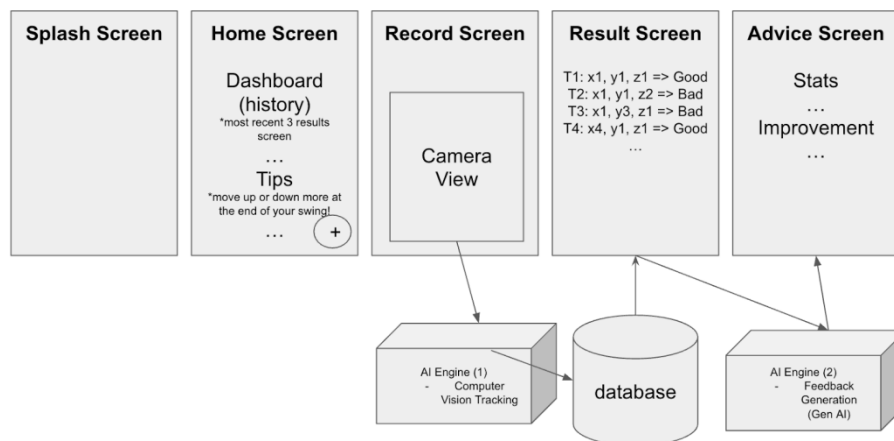 Splash Screen
Home Screen
Dashboard
(history)
*most recent 3 results
screen
...
Tips
*move up or down more at
the end of your swing!
...
+
Record Screen
Camera
View
Result Screen
T1: x1, y1, z1 => Good
T2: x1, y1, z2 => Bad
T3: x1, y3, z1 => Bad
T4: x4, y1, z1 => Good
...
Advice Screen
Stats
...
Improvement
...
AI Engine (1)
- Computer
Vision Tracking
database
AI Engine (2)
- Feedback
Generation
(Gen AI)